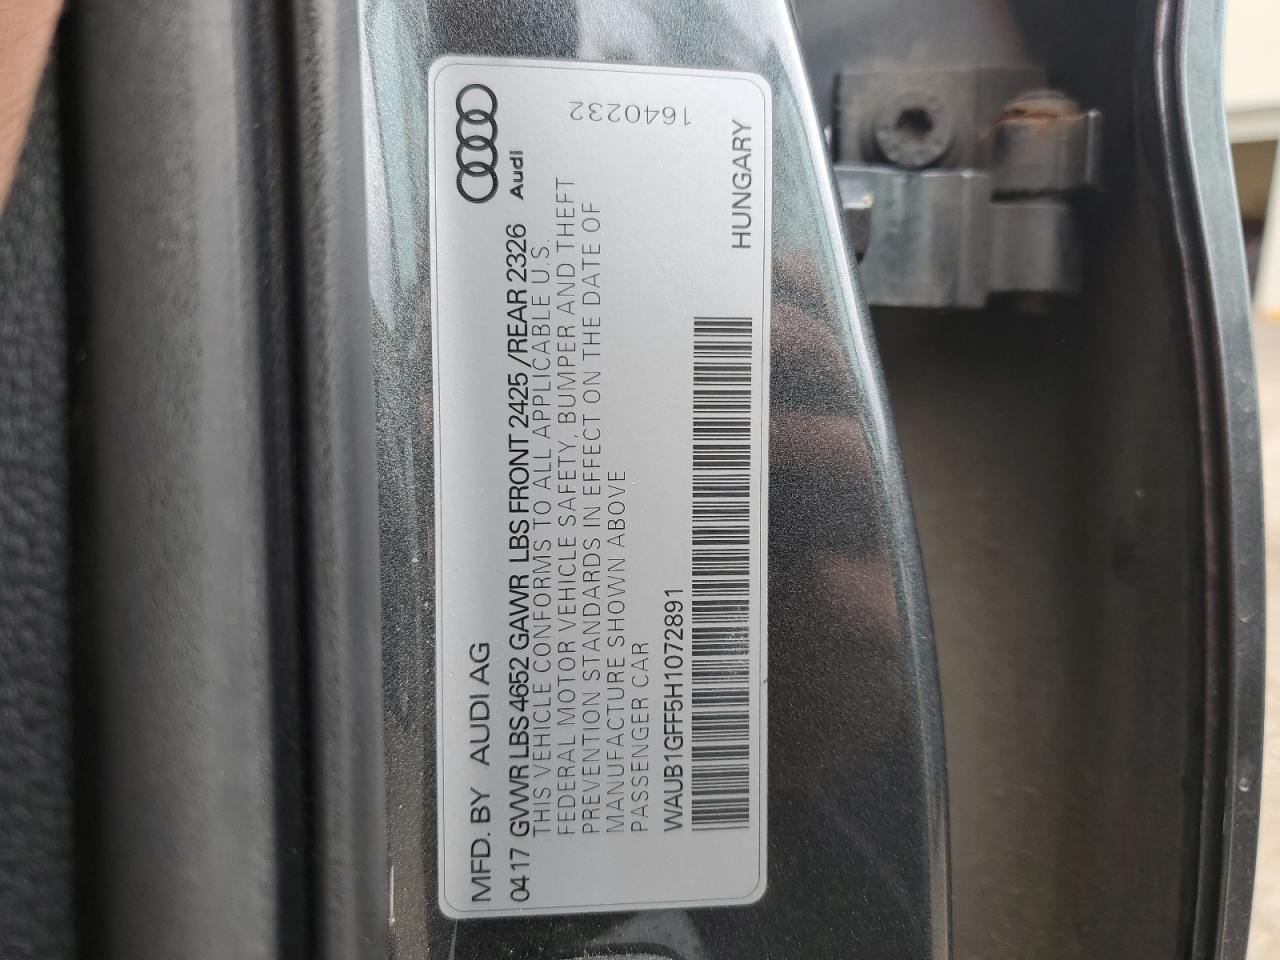 MFD. BY AUDI AG
Audi
0417 GVWR LBS 4652 GAWR LBS FRONT 2425 /REAR 2326
THIS VEHICLE CONFORMS TO ALL APPLICABLE U.S.
FEDERAL MOTOR VEHICLE SAFETY, BUMPER AND THEFT
PREVENTION STANDARDS IN EFFECT ON THE DATE OF
MANUFACTURE SHOWN ABOVE
PASSENGER CAR
WAUB1GFF5H1072891
HUNGARY
1640232